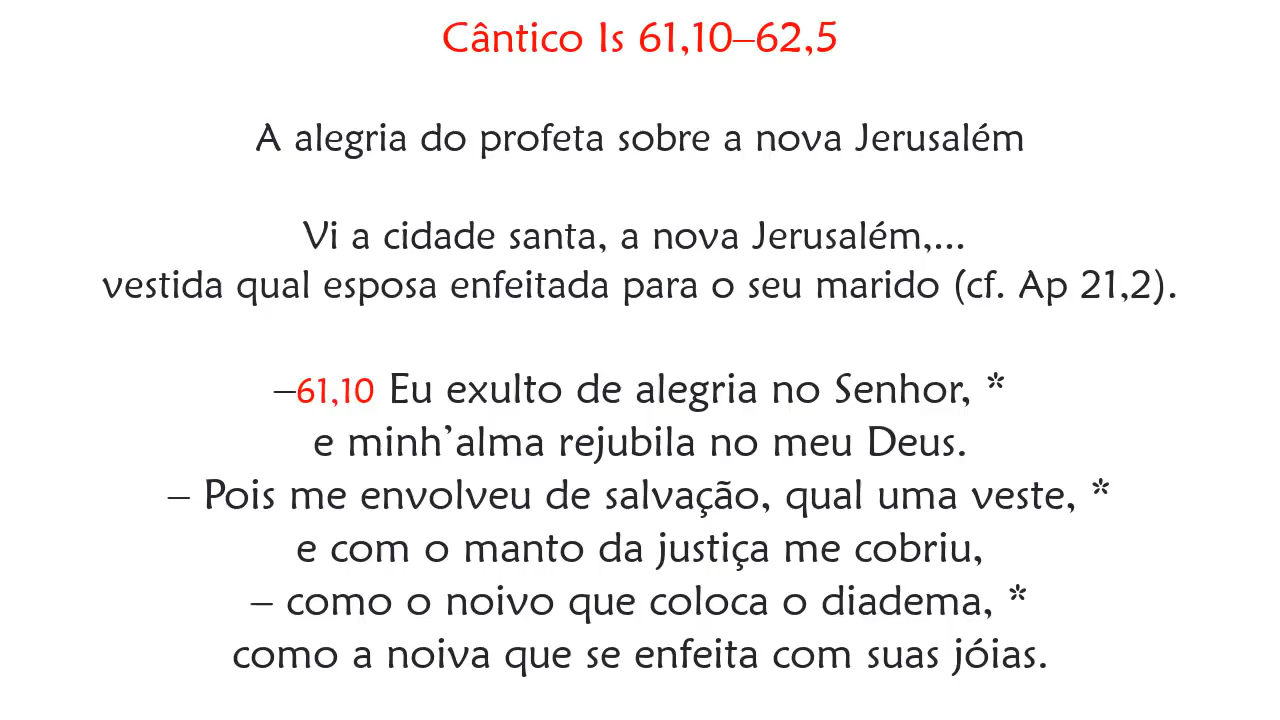 Cântico Is 61,10–62,5
A alegria do profeta sobre a nova Jerusalém
Vi a cidade santa, a nova Jerusalém,...
vestida qual esposa enfeitada para o seu marido (cf. Ap 21,2).
–61,10 Eu exulto de alegria no Senhor, *
e minh’alma rejubila no meu Deus.
– Pois me envolveu de salvação, qual uma veste, *
e com o manto da justiça me cobriu,
– como o noivo que coloca o diadema, *
como a noiva que se enfeita com suas jóias.